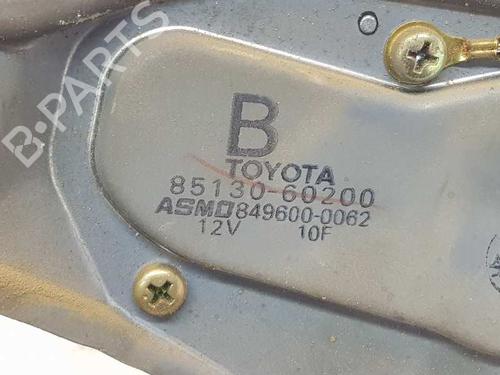 B-PARTS
B
TOYOTA
85130-60200
ASMO 849600-0062
12V 10F